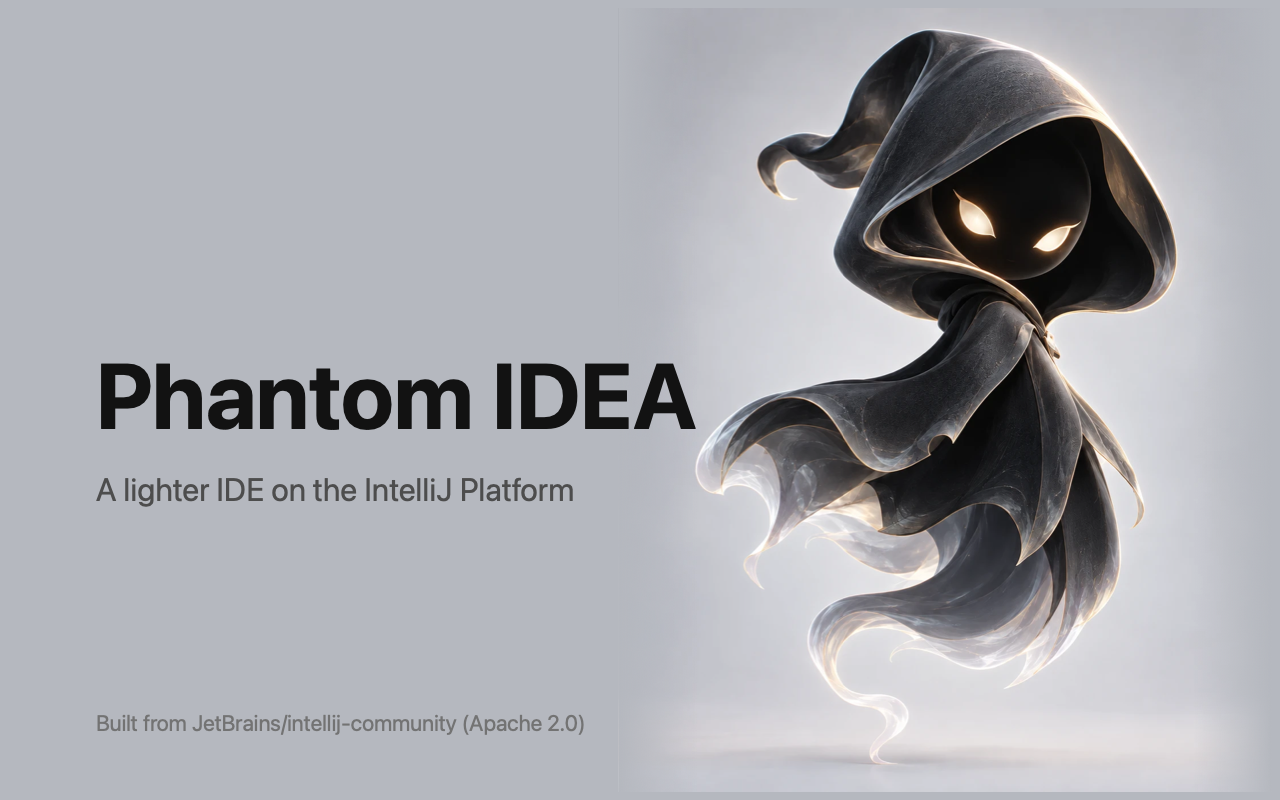 Phantom IDEA
A lighter IDE on the IntelliJ Platform
Built from JetBrains/intellij-community (Apache 2.0)